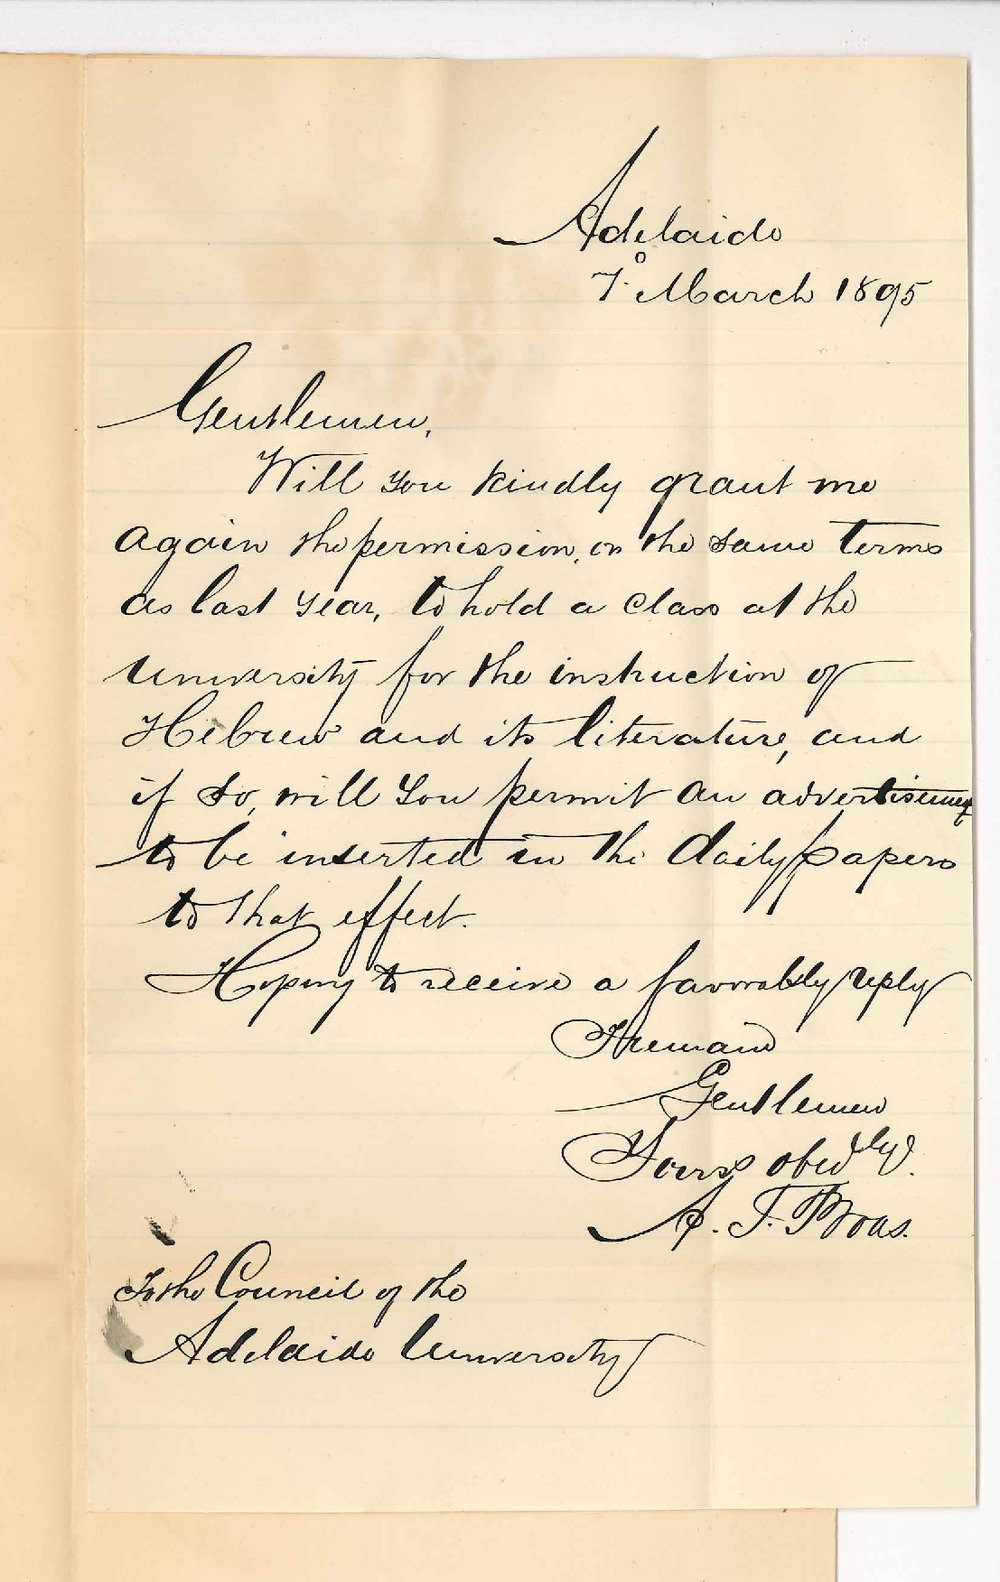 Adelaide
7º March 1895
Gentlemen,
Will you kindly grant me
again the permission, on the same terms
as last year, to hold a class at the
University for the instruction of
Hebrew and its literature, and
if so, will you permit an advertisement
to be inserted in the daily papers
to that effect.
Hoping to receive a favorably reply
I remain
Gentlemen
Yours obedly.
A. T. Boas.
To the Council of the
Adelaide University